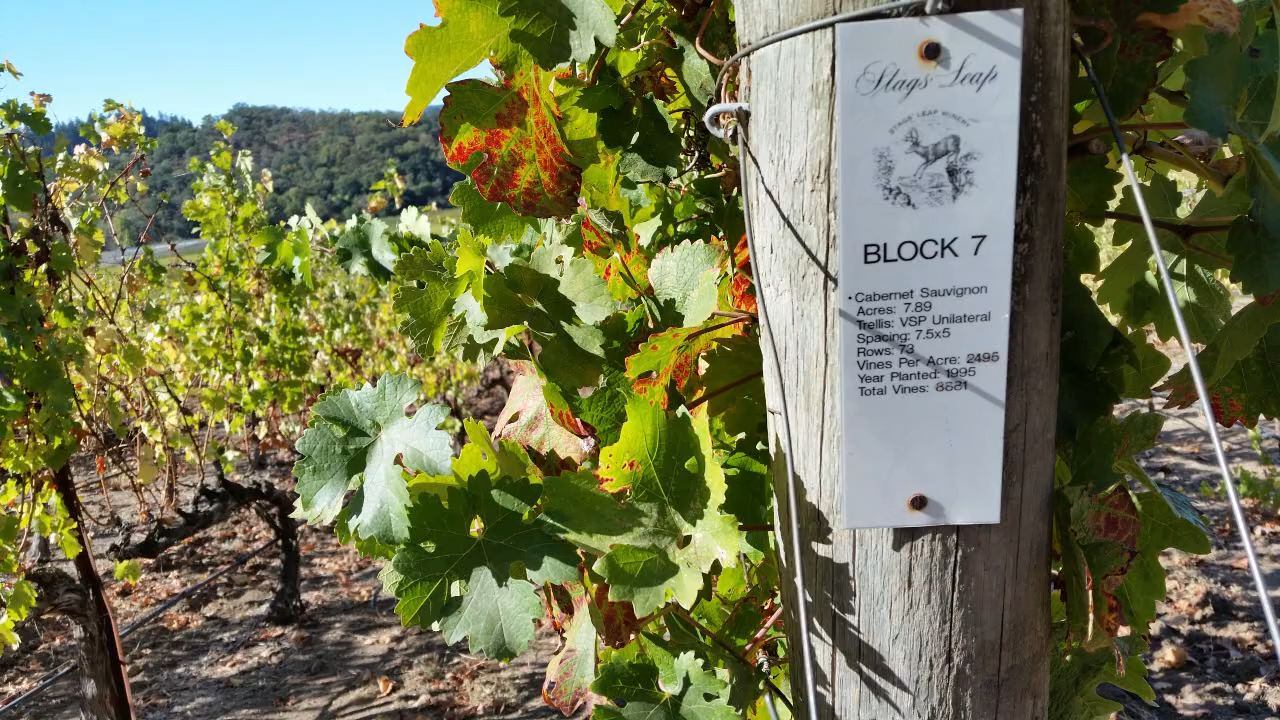 Stags' Leap
STAGS' LEAP WINERY
BLOCK 7
• Cabernet Sauvignon
Acres: 7.89
Trellis: VSP Unilateral
Spacing: 7.5x5
Rows: 73
Vines Per Acre: 2495
Year Planted: 1995
Total Vines: 8881